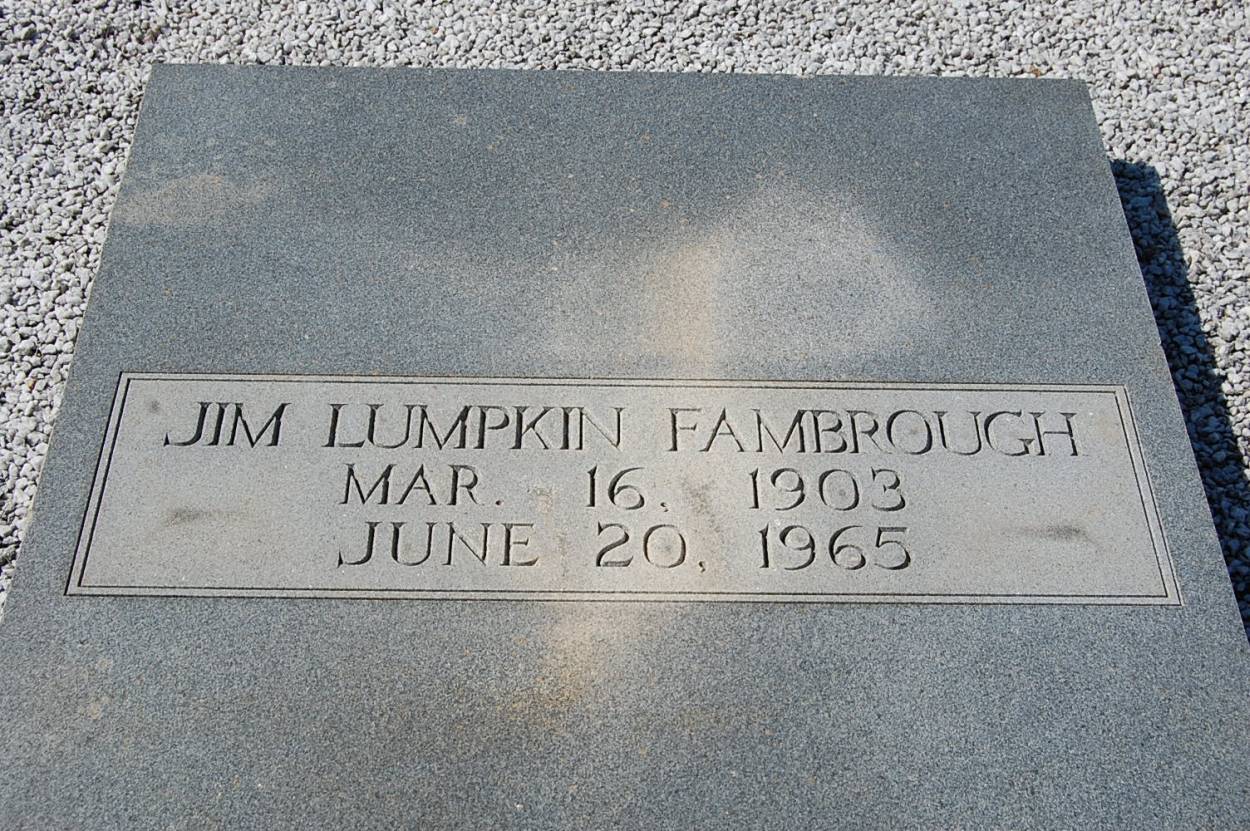 JIM LUMPKIN FAMBROUGH
MAR. 16, 1903
JUNE 20, 1965